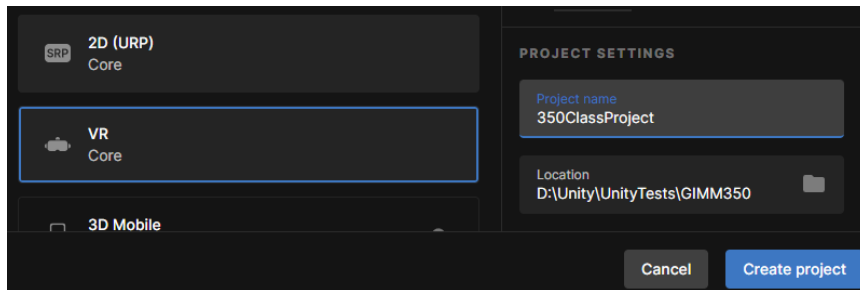 SRP
2D (URP)
Core
VR
Core
3D Mobile
PROJECT SETTINGS
Project name
350ClassProject
Location
D:\Unity\UnityTests\GIMM350
Cancel
Create project